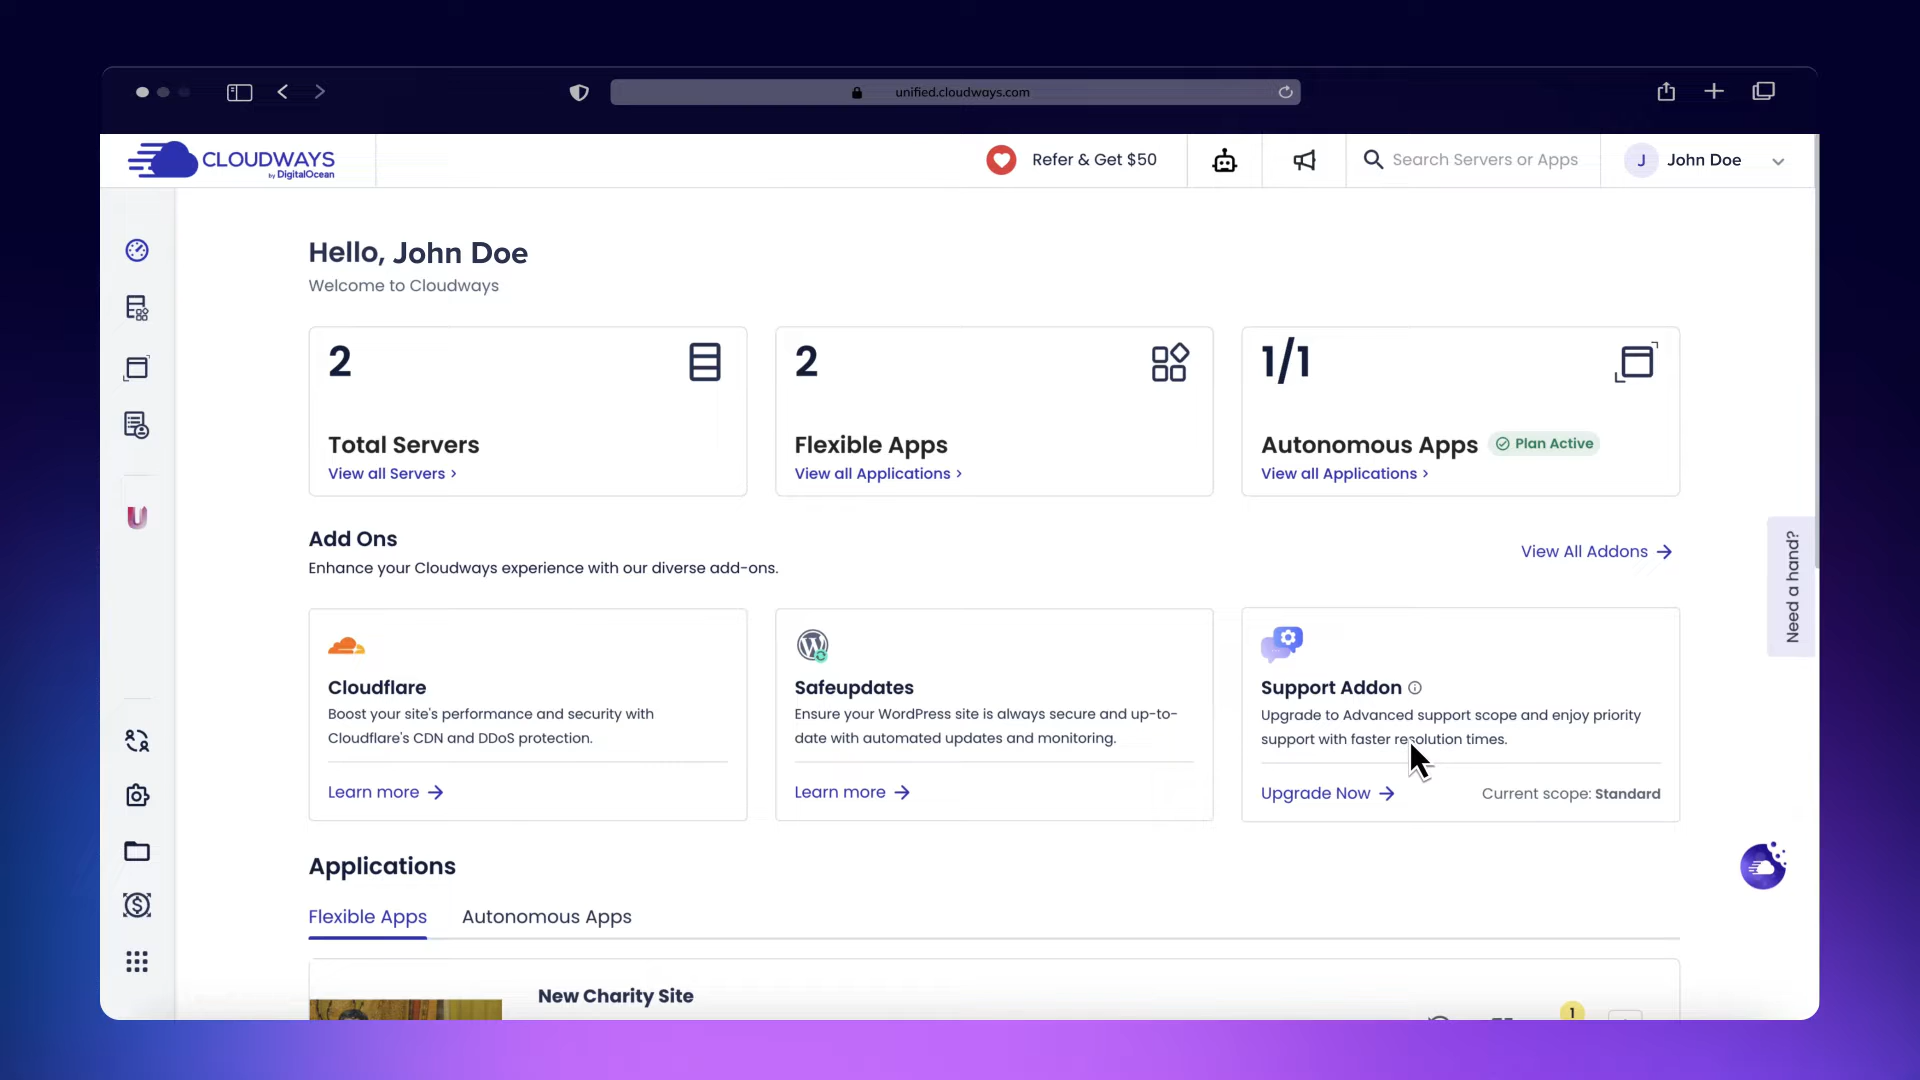 unified.cloudways.com
CLOUDWAYS
by DigitalOcean
Refer & Get $50
Search Servers or Apps
J
John Doe
Hello, John Doe
Welcome to Cloudways
2
Total Servers
View all Servers ›
2
Flexible Apps
View all Applications ›
1/1
Autonomous Apps
Plan Active
View all Applications ›
Add Ons
Enhance your Cloudways experience with our diverse add-ons.
View All Addons →
Need a hand?
Cloudflare
Boost your site's performance and security with
Cloudflare's CDN and DDoS protection.
Learn more →
Safeupdates
Ensure your WordPress site is always secure and up-to-
date with automated updates and monitoring.
Learn more →
Support Addon
Upgrade to Advanced support scope and enjoy priority
support with faster resolution times.
Upgrade Now →
Current scope: Standard
Applications
Flexible Apps
Autonomous Apps
New Charity Site
1
U